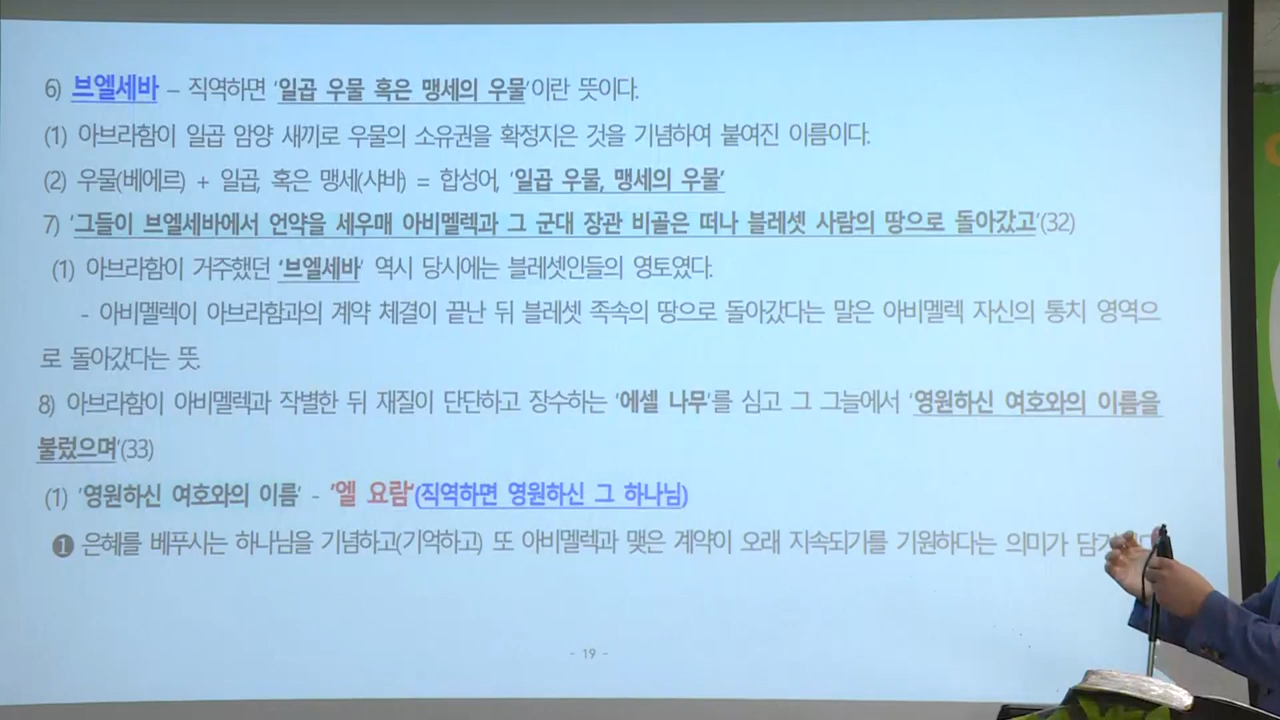 6) 브엘세바 – 직역하면 '일곱 우물 혹은 맹세의 우물'이란 뜻이다.
(1) 아브라함이 일곱 암양 새끼로 우물의 소유권을 확정지은 것을 기념하여 붙여진 이름이다.
(2) 우물(베에르) + 일곱, 혹은 맹세(샤바) = 합성어, '일곱 우물, 맹세의 우물'
7) '그들이 브엘세바에서 언약을 세우매 아비멜렉과 그 군대 장관 비골은 떠나 블레셋 사람의 땅으로 돌아갔고'(32)
(1) 아브라함이 거주했던 '브엘세바' 역시 당시에는 블레셋인들의 영토였다.
- 아비멜렉이 아브라함과의 계약 체결이 끝난 뒤 블레셋 족속의 땅으로 돌아갔다는 말은 아비멜렉 자신의 통치 영역으
로 돌아갔다는 뜻.
8) 아브라함이 아비멜렉과 작별한 뒤 재질이 단단하고 장수하는 '에셀 나무'를 심고 그 그늘에서 '영원하신 여호와의 이름을
불렀으며'(33)
(1) '영원하신 여호와의 이름' - '엘 요람'(직역하면 영원하신 그 하나님)
❶ 은혜를 베푸시는 하나님을 기념하고(기억하고) 또 아비멜렉과 맺은 계약이 오래 지속되기를 기원하다는 의미가
- 19 -